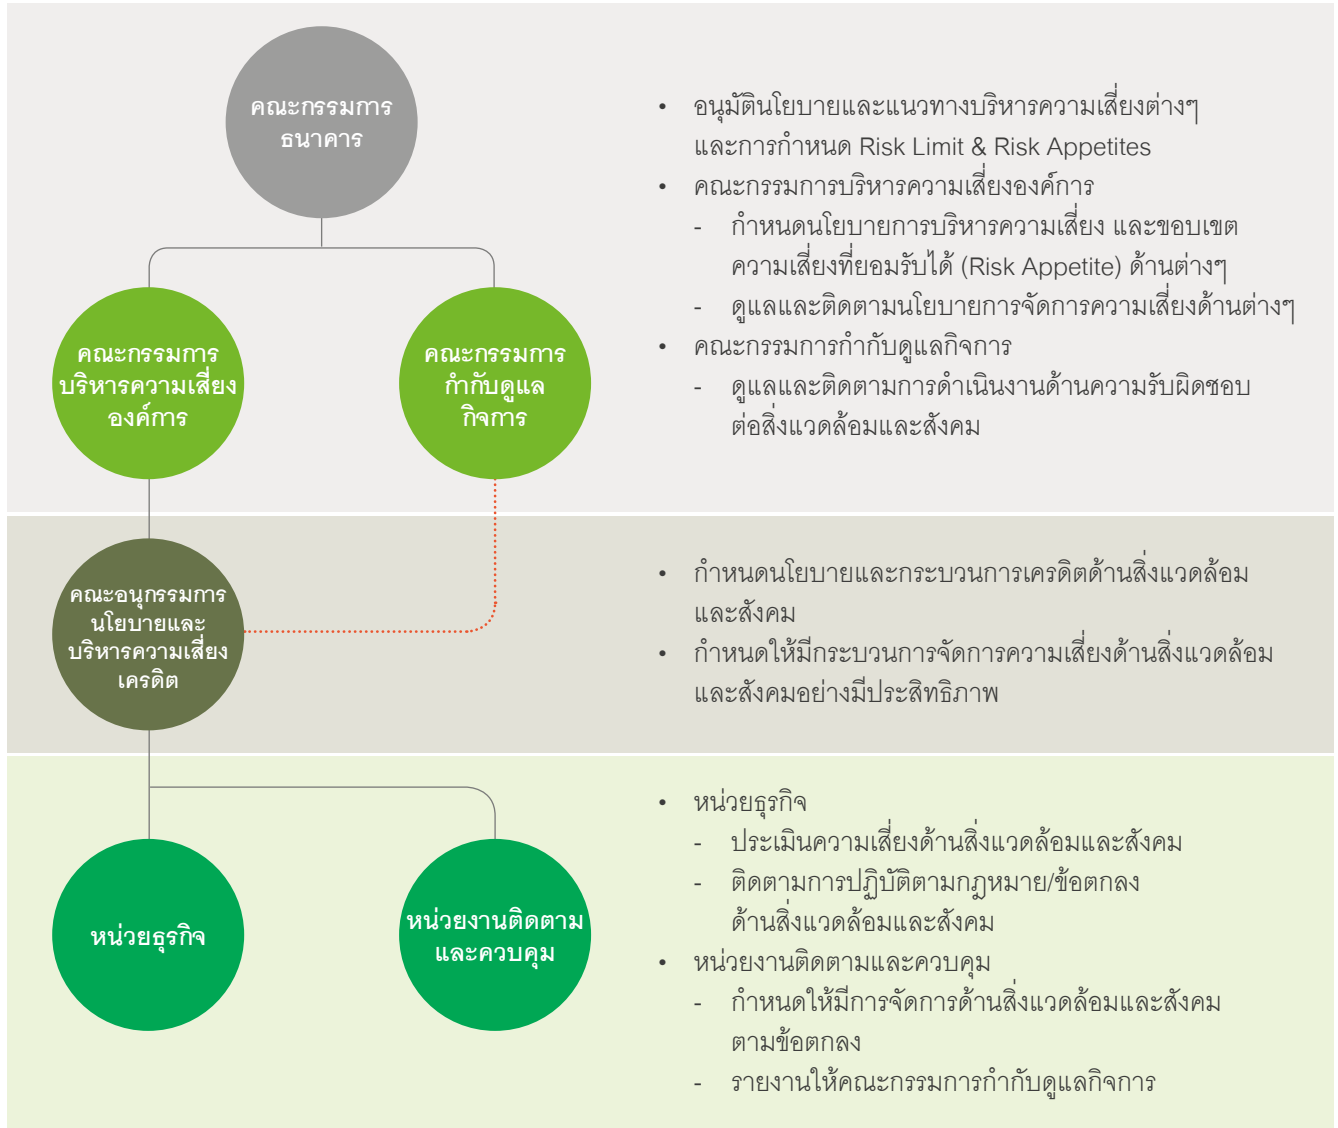 คณะกรรมการ
ธนาคาร
• อนุมัตินโยบายและแนวทางบริหารความเสี่ยงต่างๆ
และการกำหนด Risk Limit & Risk Appetites
• คณะกรรมการบริหารความเสี่ยงองค์การ
- กำหนดนโยบายการบริหารความเสี่ยง และขอบเขต
ความเสี่ยงที่ยอมรับได้ (Risk Appetite) ด้านต่างๆ
- ดูแลและติดตามนโยบายการจัดการความเสี่ยงด้านต่างๆ
• คณะกรรมการกำกับดูแลกิจการ
- ดูแลและติดตามการดำเนินงานด้านความรับผิดชอบ
ต่อสิ่งแวดล้อมและสังคม
คณะกรรมการ
บริหารความเสี่ยง
องค์การ
คณะกรรมการ
กำกับดูแล
กิจการ
คณะอนุกรรมการ
นโยบายและ
บริหารความเสี่ยง
เครดิต
• กำหนดนโยบายและกระบวนการเครดิตด้านสิ่งแวดล้อม
และสังคม
• กำหนดให้มีกระบวนการจัดการความเสี่ยงด้านสิ่งแวดล้อม
และสังคมอย่างมีประสิทธิภาพ
หน่วยธุรกิจ
หน่วยงานติดตาม
และควบคุม
• หน่วยธุรกิจ
- ประเมินความเสี่ยงด้านสิ่งแวดล้อมและสังคม
- ติดตามการปฏิบัติตามกฎหมาย/ข้อตกลง
ด้านสิ่งแวดล้อมและสังคม
• หน่วยงานติดตามและควบคุม
- กำหนดให้มีการจัดการด้านสิ่งแวดล้อมและสังคม
ตามข้อตกลง
- รายงานให้คณะกรรมการกำกับดูแลกิจการ